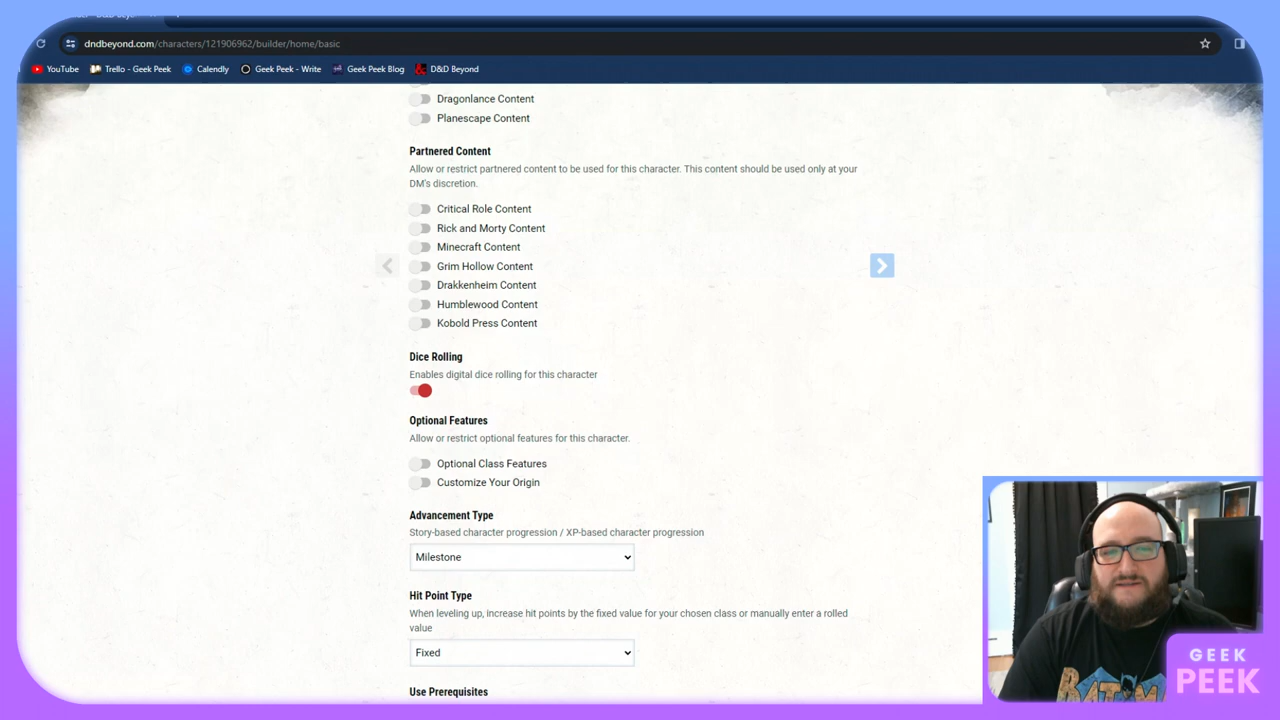 dndbeyond.com/characters/121906962/builder/home/basic
YouTube Trello - Geek Peek Calendly Geek Peek - Write Geek Peek Blog D&D Beyond
Dragonlance Content
Planescape Content
Partnered Content
Allow or restrict partnered content to be used for this character. This content should be used only at your
DM's discretion.
Critical Role Content
Rick and Morty Content
Minecraft Content
Grim Hollow Content
Drakkenheim Content
Humblewood Content
Kobold Press Content
Dice Rolling
Enables digital dice rolling for this character
Optional Features
Allow or restrict optional features for this character.
Optional Class Features
Customize Your Origin
Advancement Type
Story-based character progression / XP-based character progression
Milestone
Hit Point Type
When leveling up, increase hit points by the fixed value for your chosen class or manually enter a rolled
value
Fixed
Use Prerequisites
GEEK
PEEK